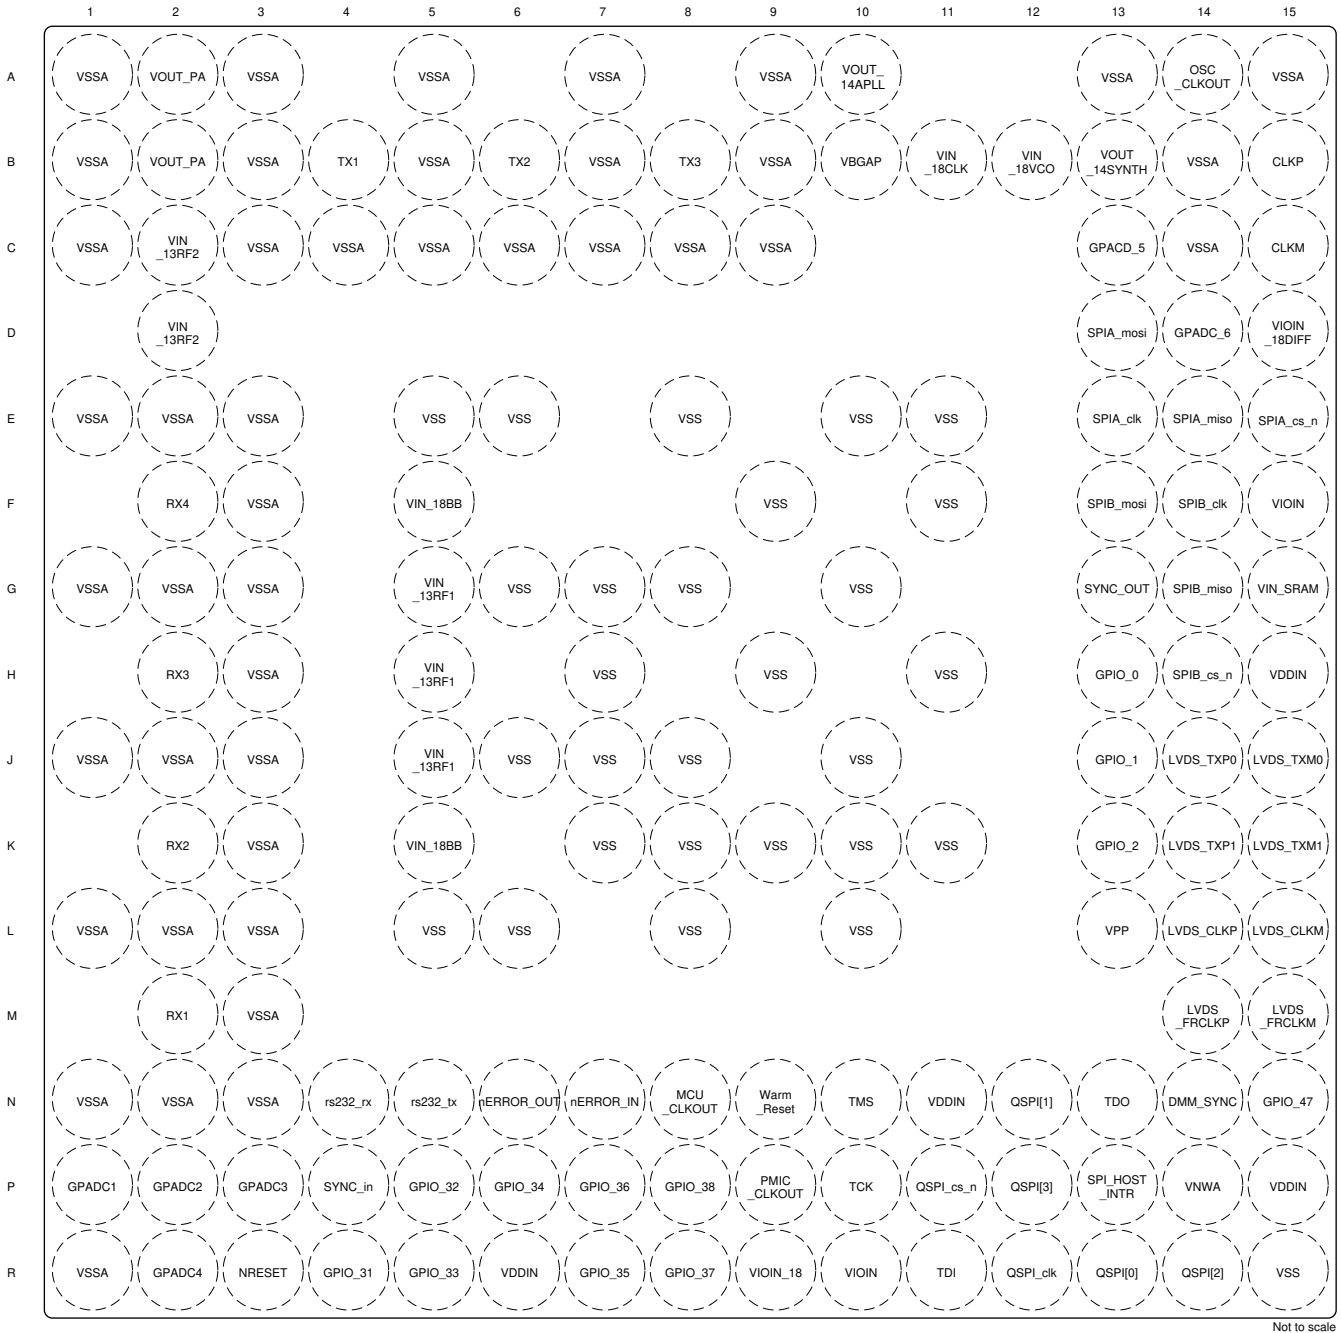 1 2 3 4 5 6 7 8 9 10 11 12 13 14 15
A VSSA VOUT_PA VSSA VSSA VSSA VSSA VOUT_ 14APLL VSSA OSC _CLKOUT VSSA
B VSSA VOUT_PA VSSA TX1 VSSA TX2 VSSA TX3 VSSA VBGAP VIN _18CLK VIN _18VCO VOUT _14SYNTH VSSA CLKP
C VSSA VIN _13RF2 VSSA VSSA VSSA VSSA VSSA VSSA VSSA GPACD_5 VSSA CLKM
D VIN _13RF2 SPIA_mosi GPADC_6 VIOIN _18DIFF
E VSSA VSSA VSSA VSS VSS VSS VSS VSS SPIA_clk SPIA_miso SPIA_cs_n
F RX4 VSSA VIN_18BB VSS VSS SPIB_mosi SPIB_clk VIOIN
G VSSA VSSA VSSA VIN _13RF1 VSS VSS VSS VSS SYNC_OUT SPIB_miso VIN_SRAM
H RX3 VSSA VIN _13RF1 VSS VSS VSS GPIO_0 SPIB_cs_n VDDIN
J VSSA VSSA VSSA VIN _13RF1 VSS VSS VSS VSS GPIO_1 LVDS_TXP0 LVDS_TXM0
K RX2 VSSA VIN_18BB VSS VSS VSS VSS VSS GPIO_2 LVDS_TXP1 LVDS_TXM1
L VSSA VSSA VSSA VSS VSS VSS VSS VPP LVDS_CLKP LVDS_CLKM
M RX1 VSSA LVDS _FRCLKP LVDS _FRCLKM
N VSSA VSSA VSSA rs232_rx rs232_tx nERROR_OUT nERROR_IN MCU _CLKOUT Warm _Reset TMS VDDIN QSPI[1] TDO DMM_SYNC GPIO_47
P GPADC1 GPADC2 GPADC3 SYNC_in GPIO_32 GPIO_34 GPIO_36 GPIO_38 PMIC _CLKOUT TCK QSPI_cs_n QSPI[3] SPI_HOST _INTR VNWA VDDIN
R VSSA GPADC4 NRESET GPIO_31 GPIO_33 VDDIN GPIO_35 GPIO_37 VIOIN_18 VIOIN TDI QSPI_clk QSPI[0] QSPI[2] VSS
Not to scale